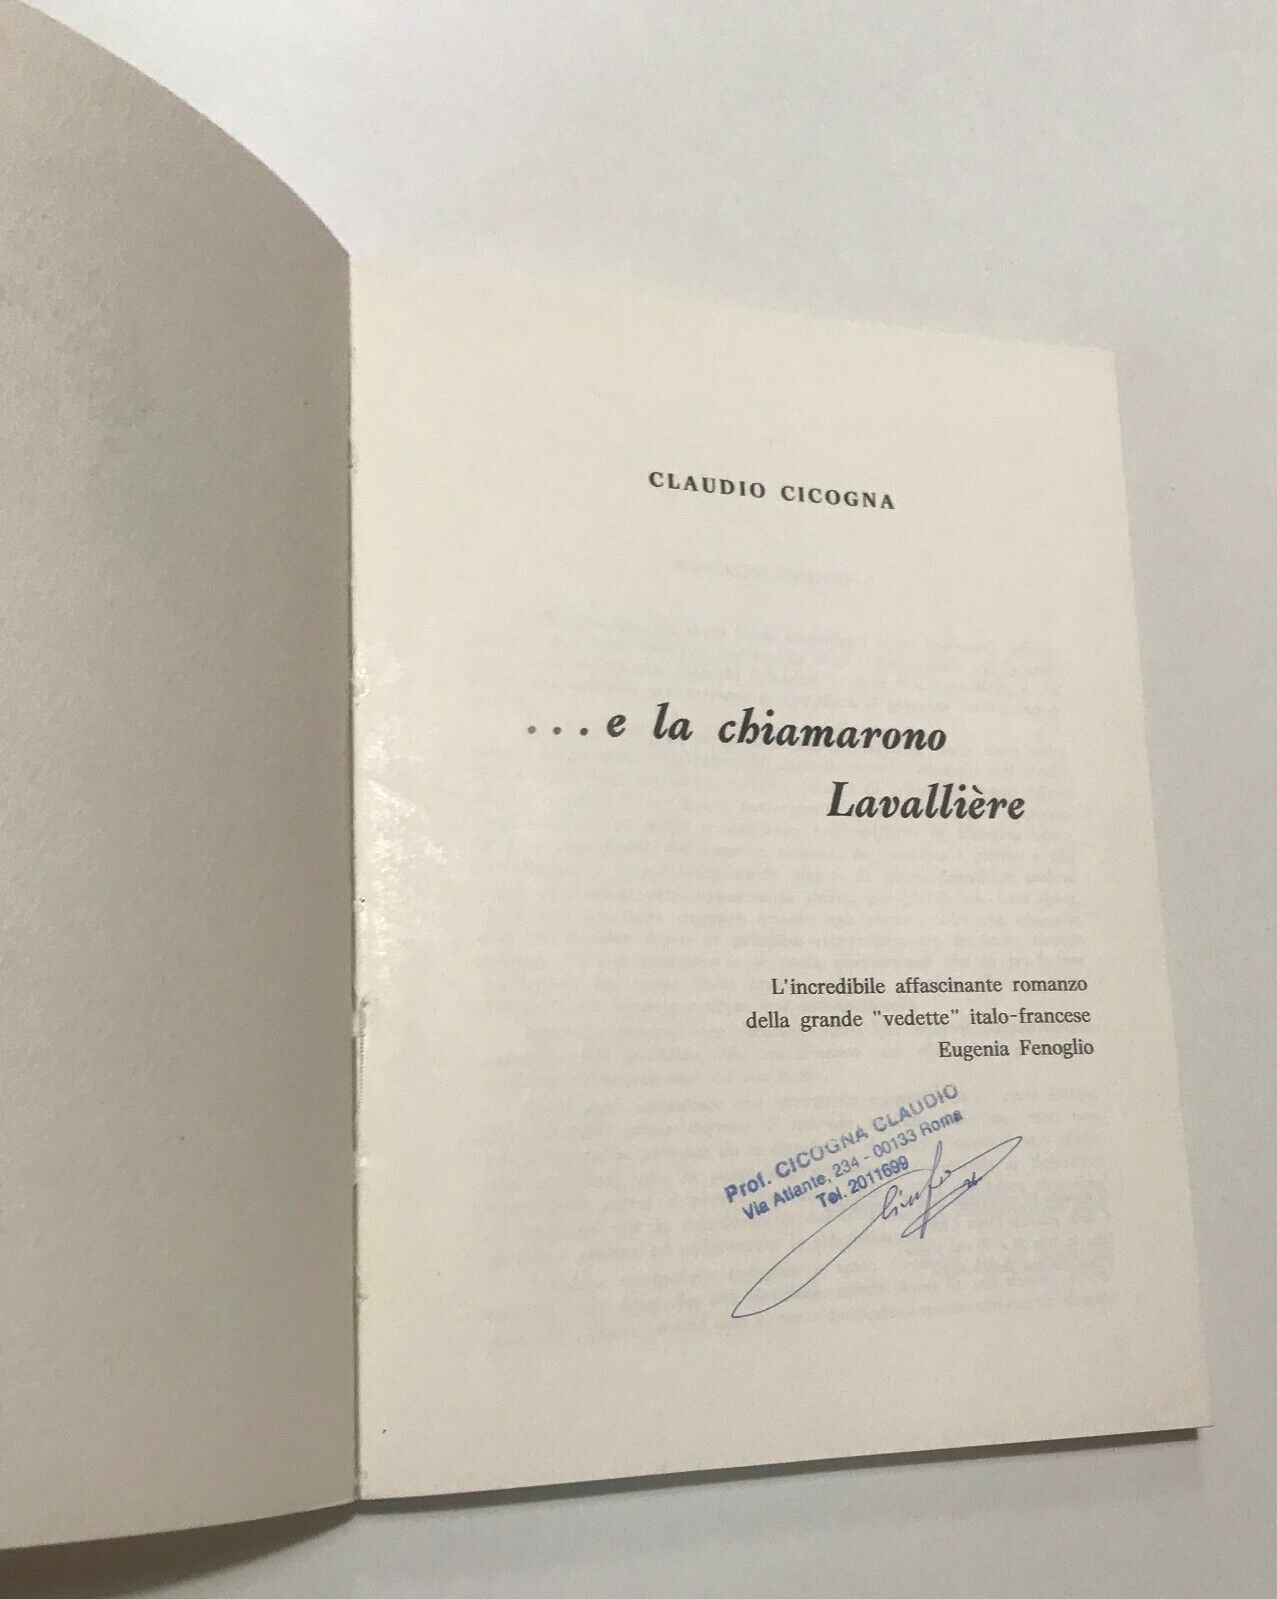 CLAUDIO CICOGNA
...e la chiamarono
Lavallière
L'incredibile affascinante romanzo
della grande "vedette" italo-francese
Eugenia Fenoglio
Prof. CICOGNA CLAUDIO
Via Atlante, 234 - 00133 Roma
Tel. 2011699